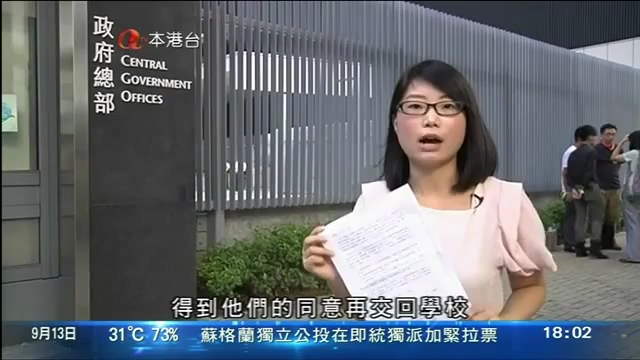 政府總部
本港台
CENTRAL
GOVERNMENT
OFFICES
得到他們的同意再交回學校
9月13日 31℃ 73% 蘇格蘭獨立公投在即統獨派加緊拉票 18:02